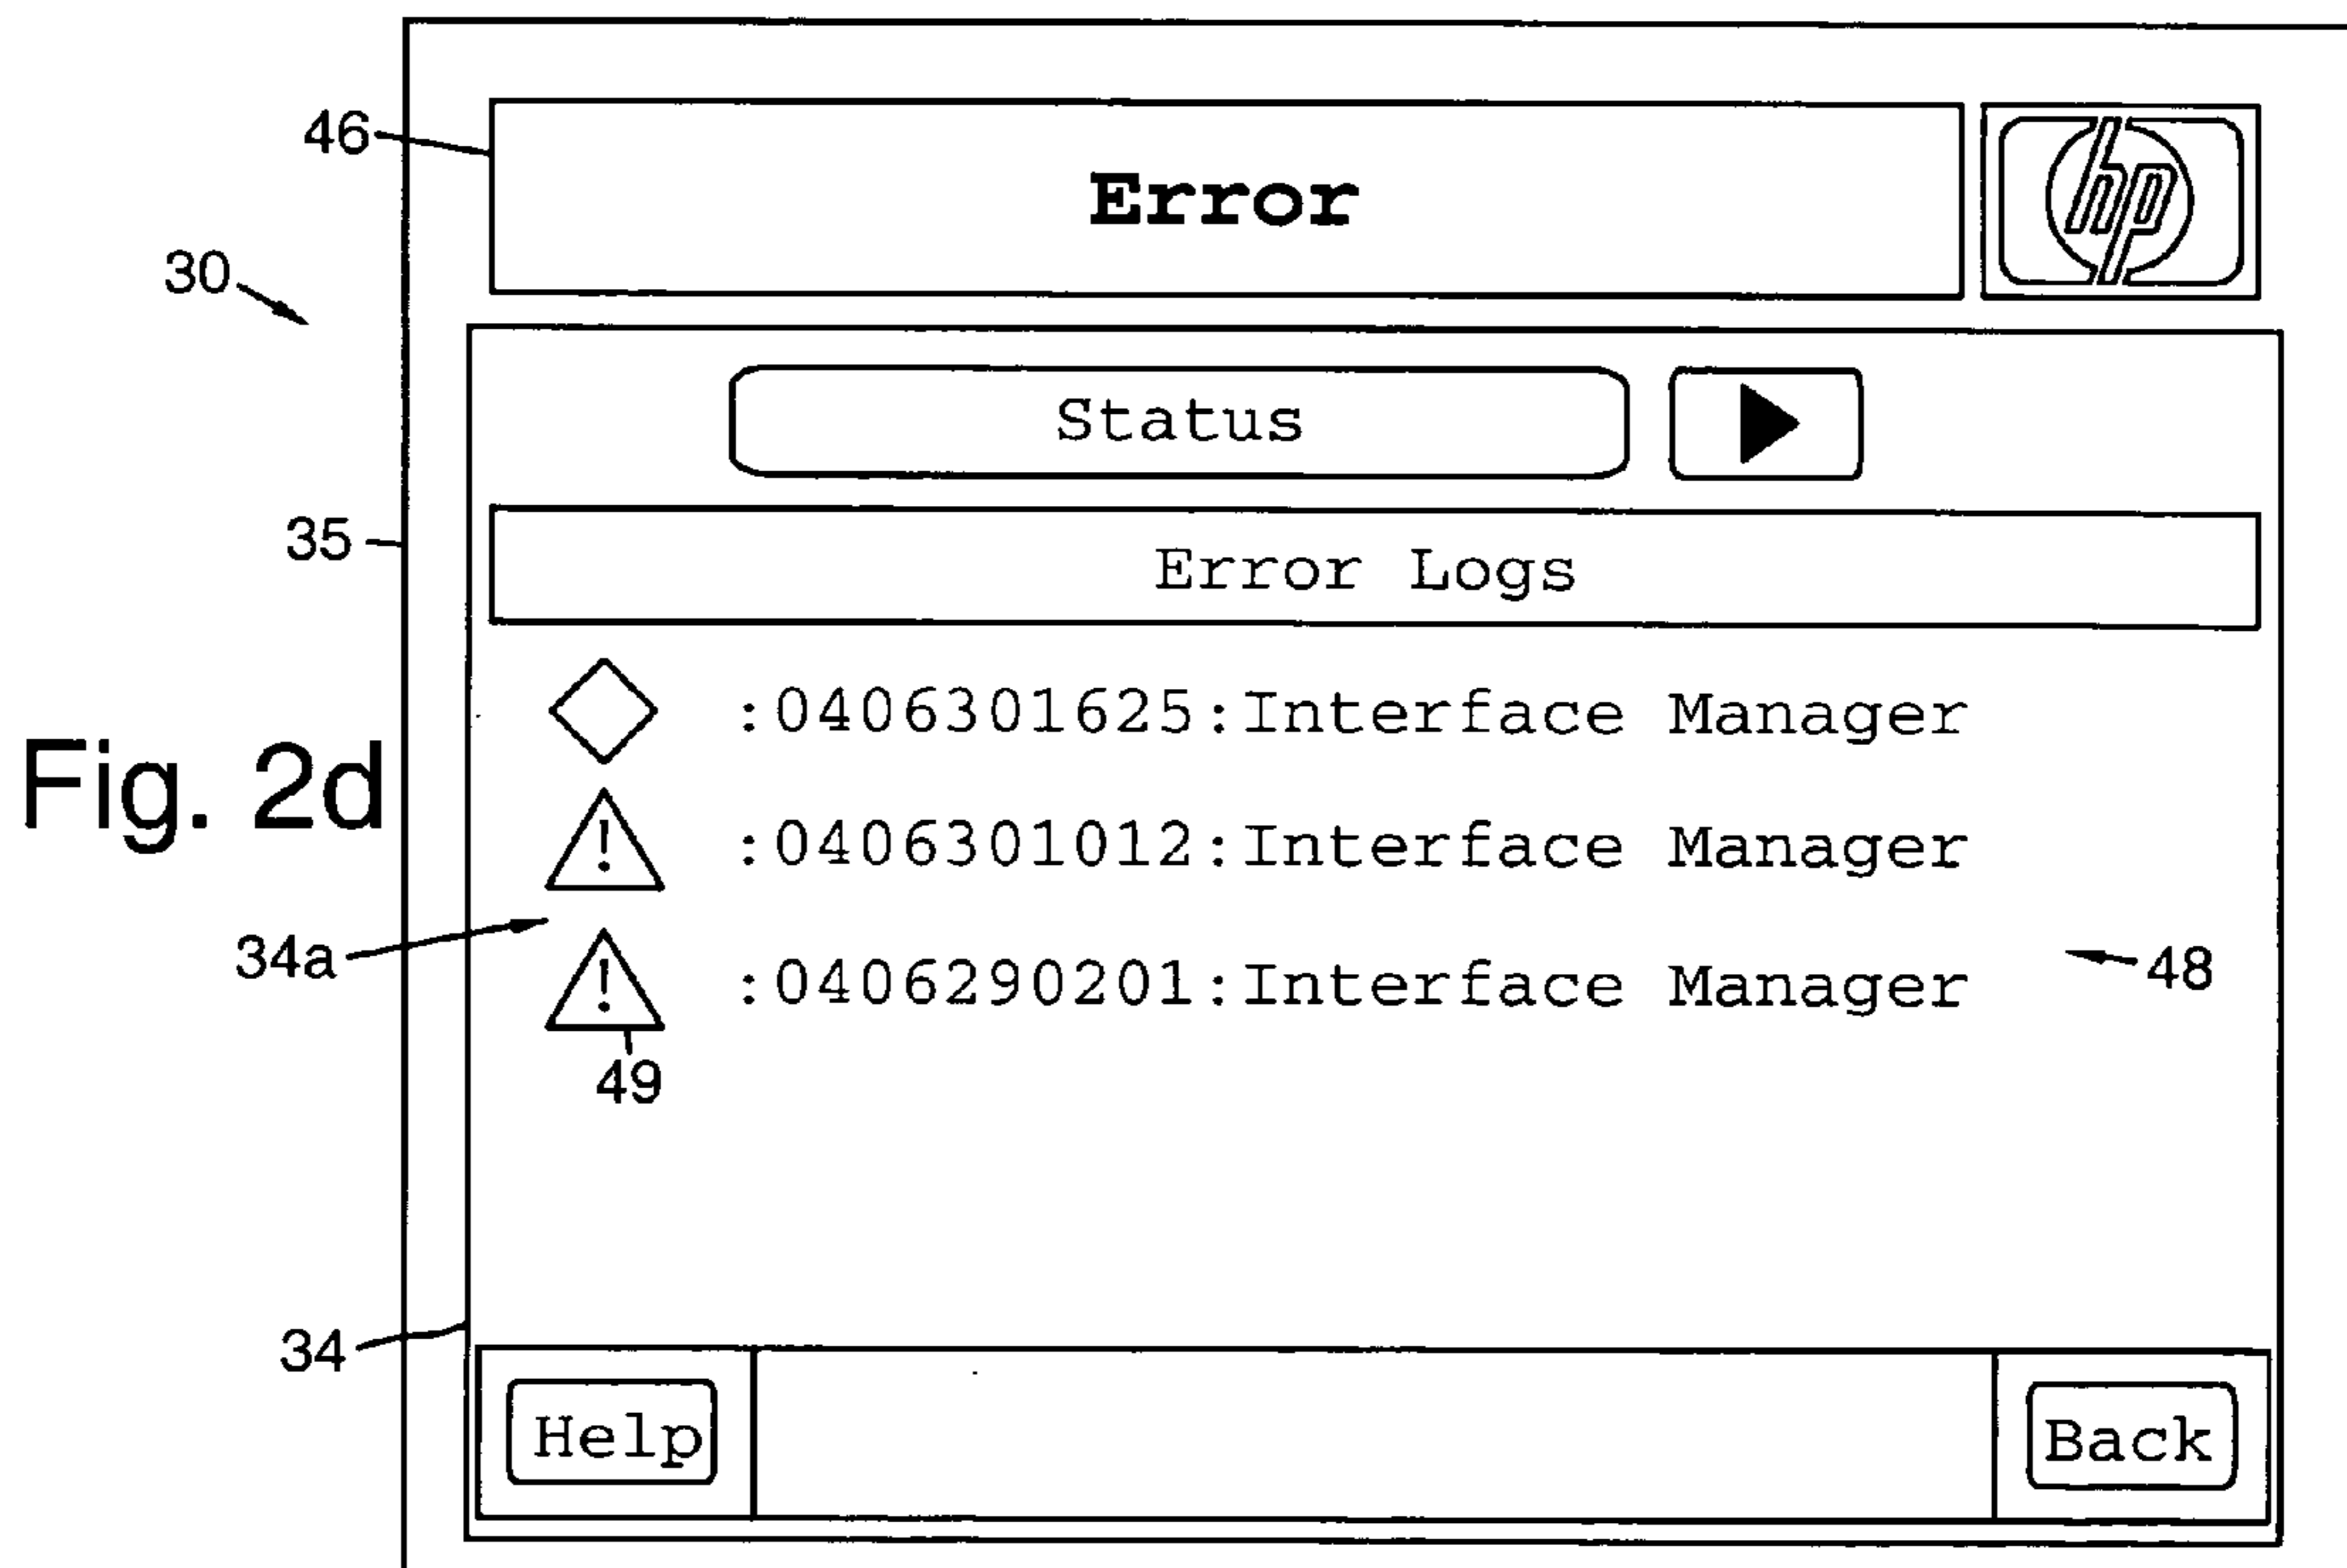 46
Error
hp
30
Status
35
Error Logs
:0406301625:Interface Manager
Fig. 2d
! :0406301012:Interface Manager
34a
48
! :0406290201:Interface Manager
49
34
Help
Back